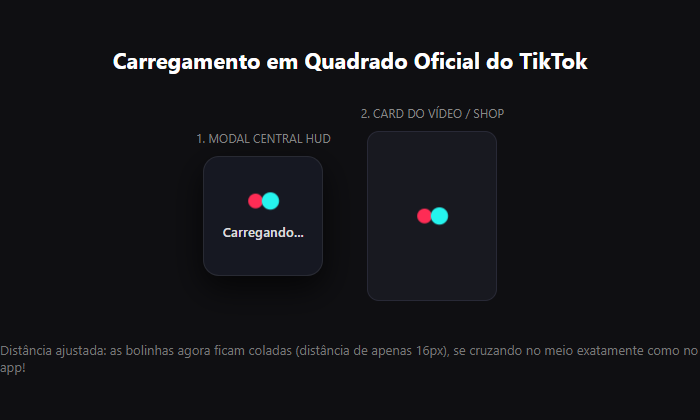 Carregamento em Quadrado Oficial do TikTok
1. MODAL CENTRAL HUD
Carregando...
2. CARD DO VÍDEO / SHOP
Distância ajustada: as bolinhas agora ficam coladas (distância de apenas 16px), se cruzando no meio exatamente como no
app!